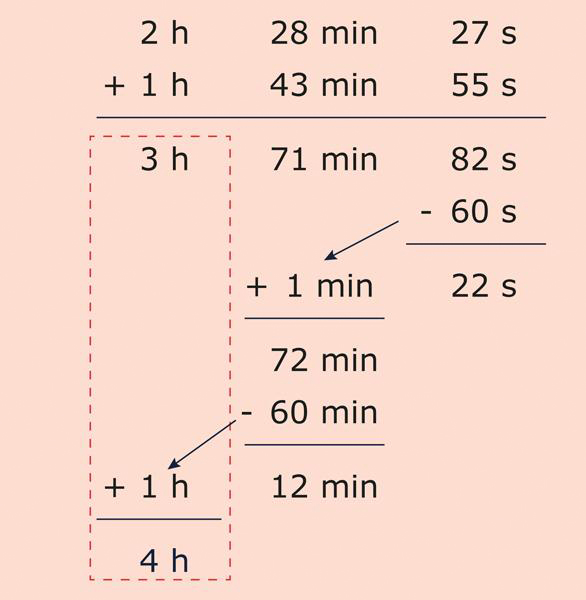 2 h 28 min 27 s
+ 1 h 43 min 55 s
3 h 71 min 82 s
- 60 s
+ 1 min 22 s
72 min
- 60 min
+ 1 h 12 min
4 h